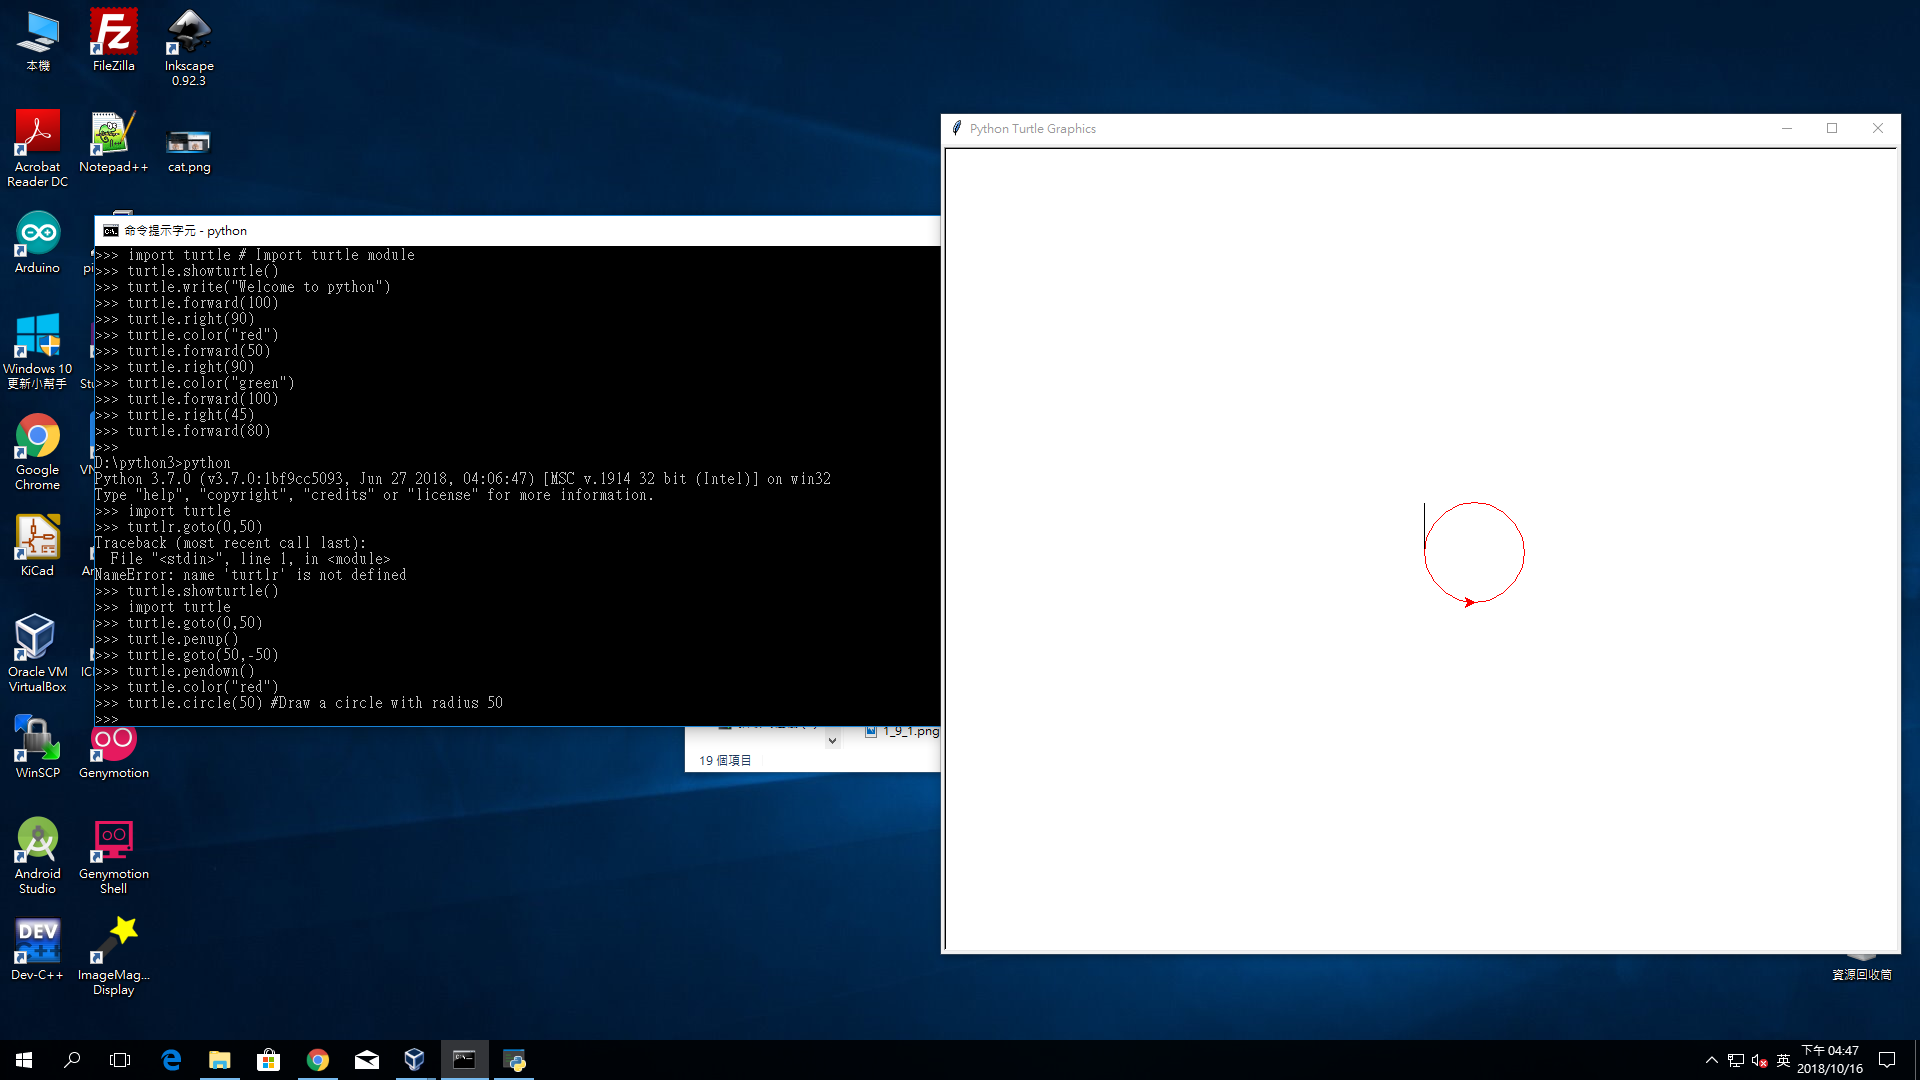 本機
FileZilla
Inkscape
0.92.3
Acrobat
Reader DC
Notepad++
cat.png
Arduino
Windows 10
更新小幫手
Google
Chrome
KiCad
Oracle VM
VirtualBox
WinSCP
Genymotion
Android
Studio
Genymotion
Shell
DEV
C++
Dev-C++
ImageMag...
Display
命令提示字元 - python
>>> import turtle # Import turtle module
>>> turtle.showturtle()
>>> turtle.write("Welcome to python")
>>> turtle.forward(100)
>>> turtle.right(90)
>>> turtle.color("red")
>>> turtle.forward(50)
>>> turtle.right(90)
>>> turtle.color("green")
>>> turtle.forward(100)
>>> turtle.right(45)
>>> turtle.forward(80)
>>>
D:\python3>python
Python 3.7.0 (v3.7.0:1bf9cc5093, Jun 27 2018, 04:06:47) [MSC v.1914 32 bit (Intel)] on win32
Type "help", "copyright", "credits" or "license" for more information.
>>> import turtle
>>> turtlr.goto(0,50)
Traceback (most recent call last):
  File "<stdin>", line 1, in <module>
NameError: name 'turtlr' is not defined
>>> turtle.showturtle()
>>> import turtle
>>> turtle.goto(0,50)
>>> turtle.penup()
>>> turtle.goto(50,-50)
>>> turtle.pendown()
>>> turtle.color("red")
>>> turtle.circle(50) #Draw a circle with radius 50
>>>
1_9_1.png
19 個項目
Python Turtle Graphics
資源回收筒
英
下午 04:47
2018/10/16